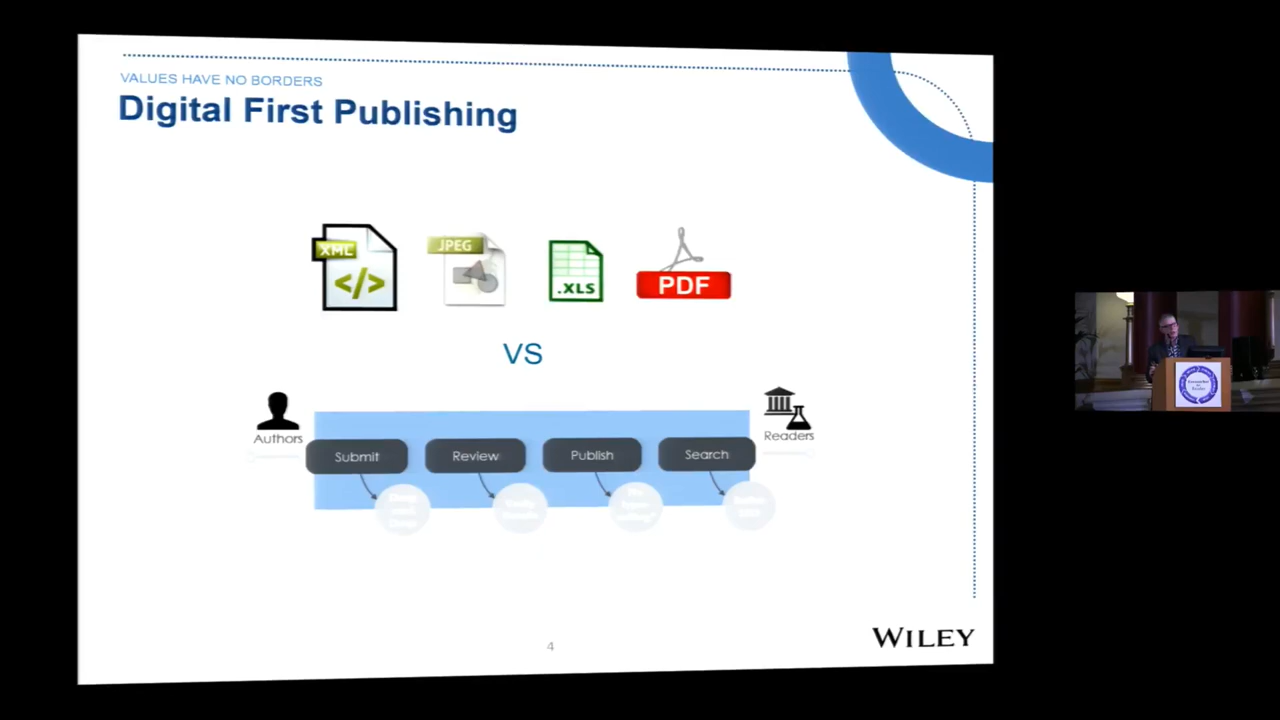 VALUES HAVE NO BORDERS
Digital First Publishing
XML
</>
JPEG
.XLS
PDF
VS
Authors
Readers
Submit
Review
Publish
Search
4
WILEY